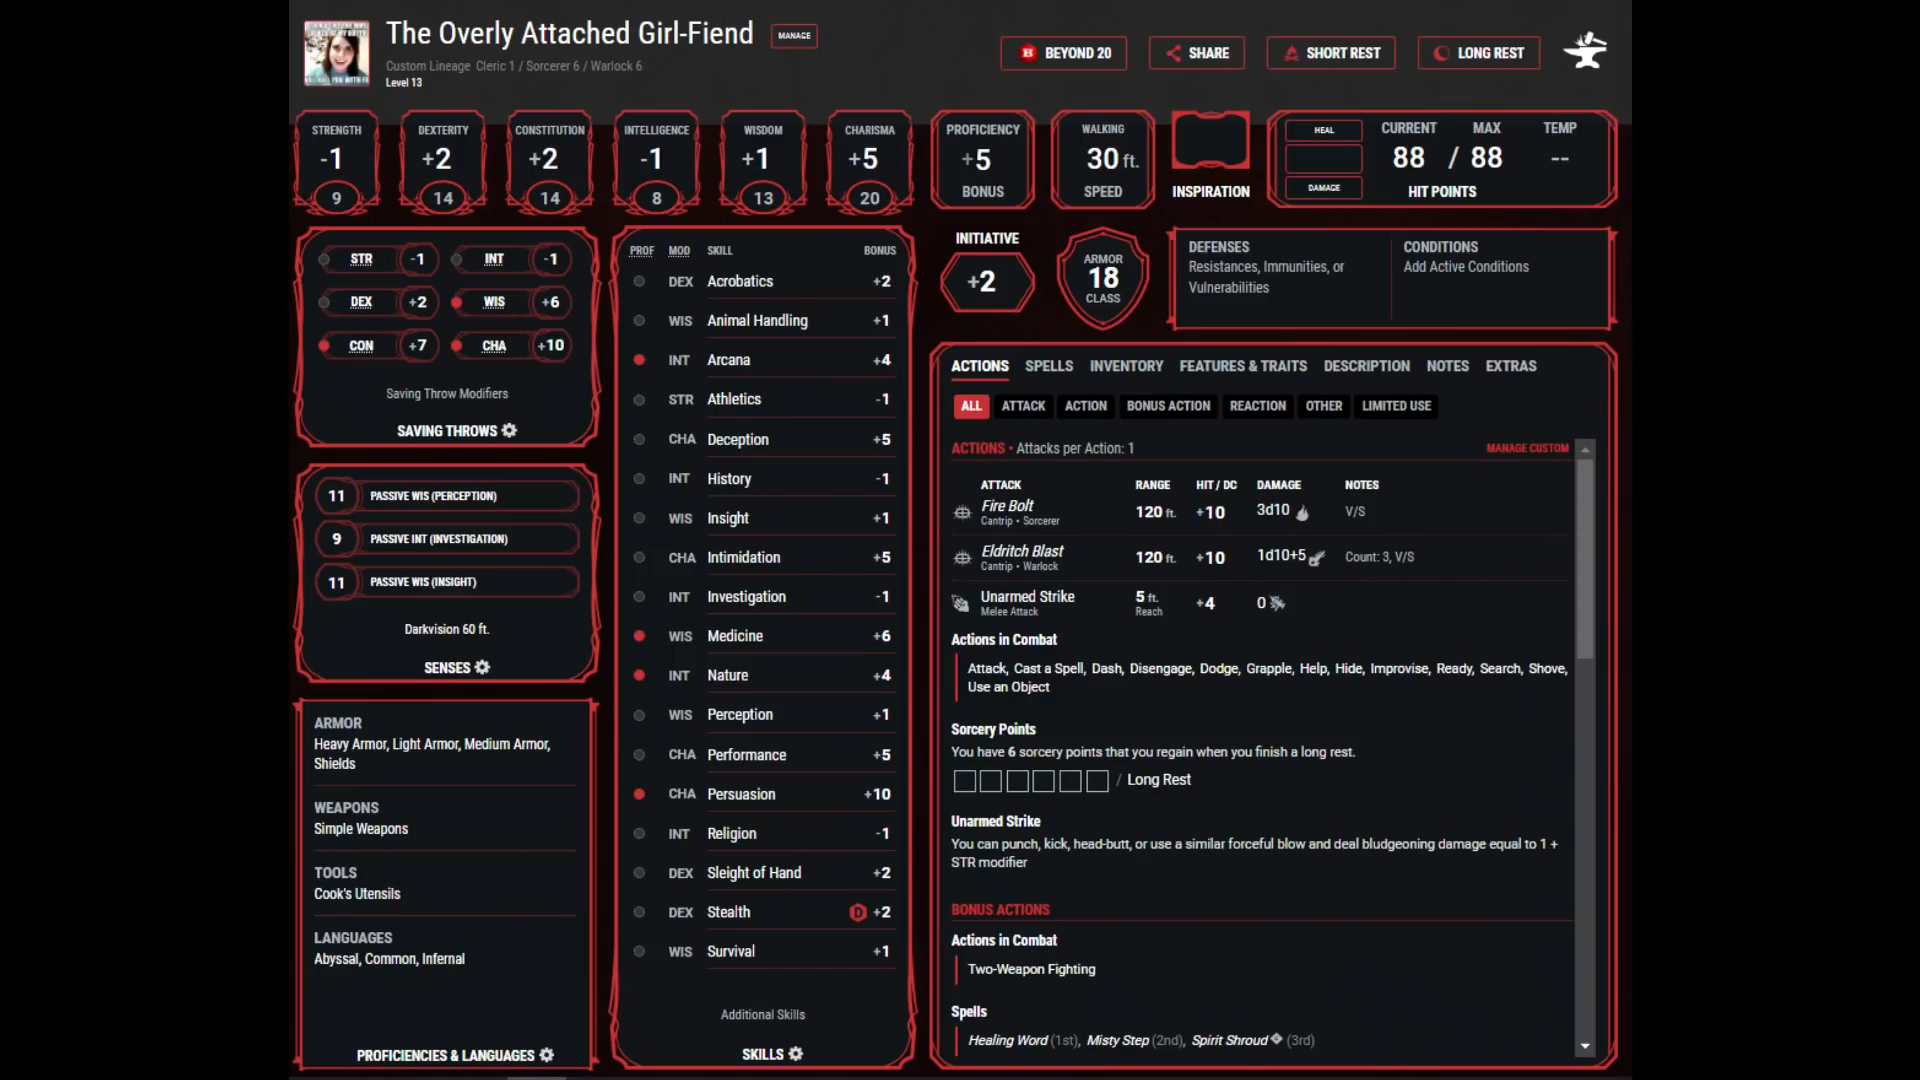 The Overly Attached Girl-Fiend
MANAGE
Custom Lineage Cleric 1 / Sorcerer 6 / Warlock 6
Level 13
BEYOND 20
SHARE
SHORT REST
LONG REST
STRENGTH
-1
9
DEXTERITY
+2
14
CONSTITUTION
+2
14
INTELLIGENCE
-1
8
WISDOM
+1
13
CHARISMA
+5
20
PROFICIENCY
+5
BONUS
WALKING
30 ft.
SPEED
INSPIRATION
HEAL
DAMAGE
CURRENT MAX TEMP
88 / 88 --
HIT POINTS
STR -1 INT -1
DEX +2 WIS +6
CON +7 CHA +10
Saving Throw Modifiers
SAVING THROWS
11 PASSIVE WIS (PERCEPTION)
9 PASSIVE INT (INVESTIGATION)
11 PASSIVE WIS (INSIGHT)
Darkvision 60 ft.
SENSES
ARMOR
Heavy Armor, Light Armor, Medium Armor,
Shields
WEAPONS
Simple Weapons
TOOLS
Cook's Utensils
LANGUAGES
Abyssal, Common, Infernal
PROFICIENCIES & LANGUAGES
PROF MOD SKILL BONUS
DEX Acrobatics +2
WIS Animal Handling +1
INT Arcana +4
STR Athletics -1
CHA Deception +5
INT History -1
WIS Insight +1
CHA Intimidation +5
INT Investigation -1
WIS Medicine +6
INT Nature +4
WIS Perception +1
CHA Performance +5
CHA Persuasion +10
INT Religion -1
DEX Sleight of Hand +2
DEX Stealth D +2
WIS Survival +1
Additional Skills
SKILLS
INITIATIVE
+2
ARMOR
18
CLASS
DEFENSES
Resistances, Immunities, or
Vulnerabilities
CONDITIONS
Add Active Conditions
ACTIONS SPELLS INVENTORY FEATURES & TRAITS DESCRIPTION NOTES EXTRAS
ALL ATTACK ACTION BONUS ACTION REACTION OTHER LIMITED USE
ACTIONS • Attacks per Action: 1
MANAGE CUSTOM
ATTACK RANGE HIT / DC DAMAGE NOTES
Fire Bolt 120 ft. +10 3d10 V/S
Cantrip • Sorcerer
Eldritch Blast 120 ft. +10 1d10+5 Count: 3, V/S
Cantrip • Warlock
Unarmed Strike 5 ft. +4 0
Melee Attack Reach
Actions in Combat
Attack, Cast a Spell, Dash, Disengage, Dodge, Grapple, Help, Hide, Improvise, Ready, Search, Shove,
Use an Object
Sorcery Points
You have 6 sorcery points that you regain when you finish a long rest.
/ Long Rest
Unarmed Strike
You can punch, kick, head-butt, or use a similar forceful blow and deal bludgeoning damage equal to 1 +
STR modifier
BONUS ACTIONS
Actions in Combat
Two-Weapon Fighting
Spells
Healing Word (1st), Misty Step (2nd), Spirit Shroud (3rd)